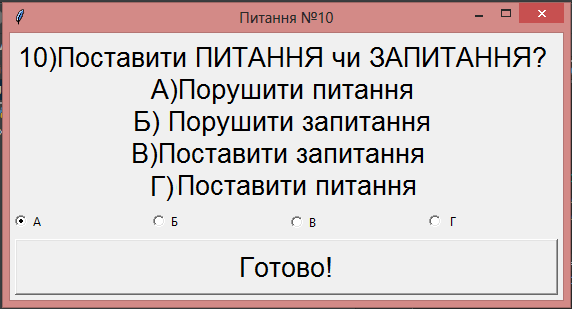 Питання №10
10)Поставити ПИТАННЯ чи ЗАПИТАННЯ?
А)Порушити питання
Б) Порушити запитання
В)Поставити запитання
Г)Поставити питання
А Б В Г
Готово!